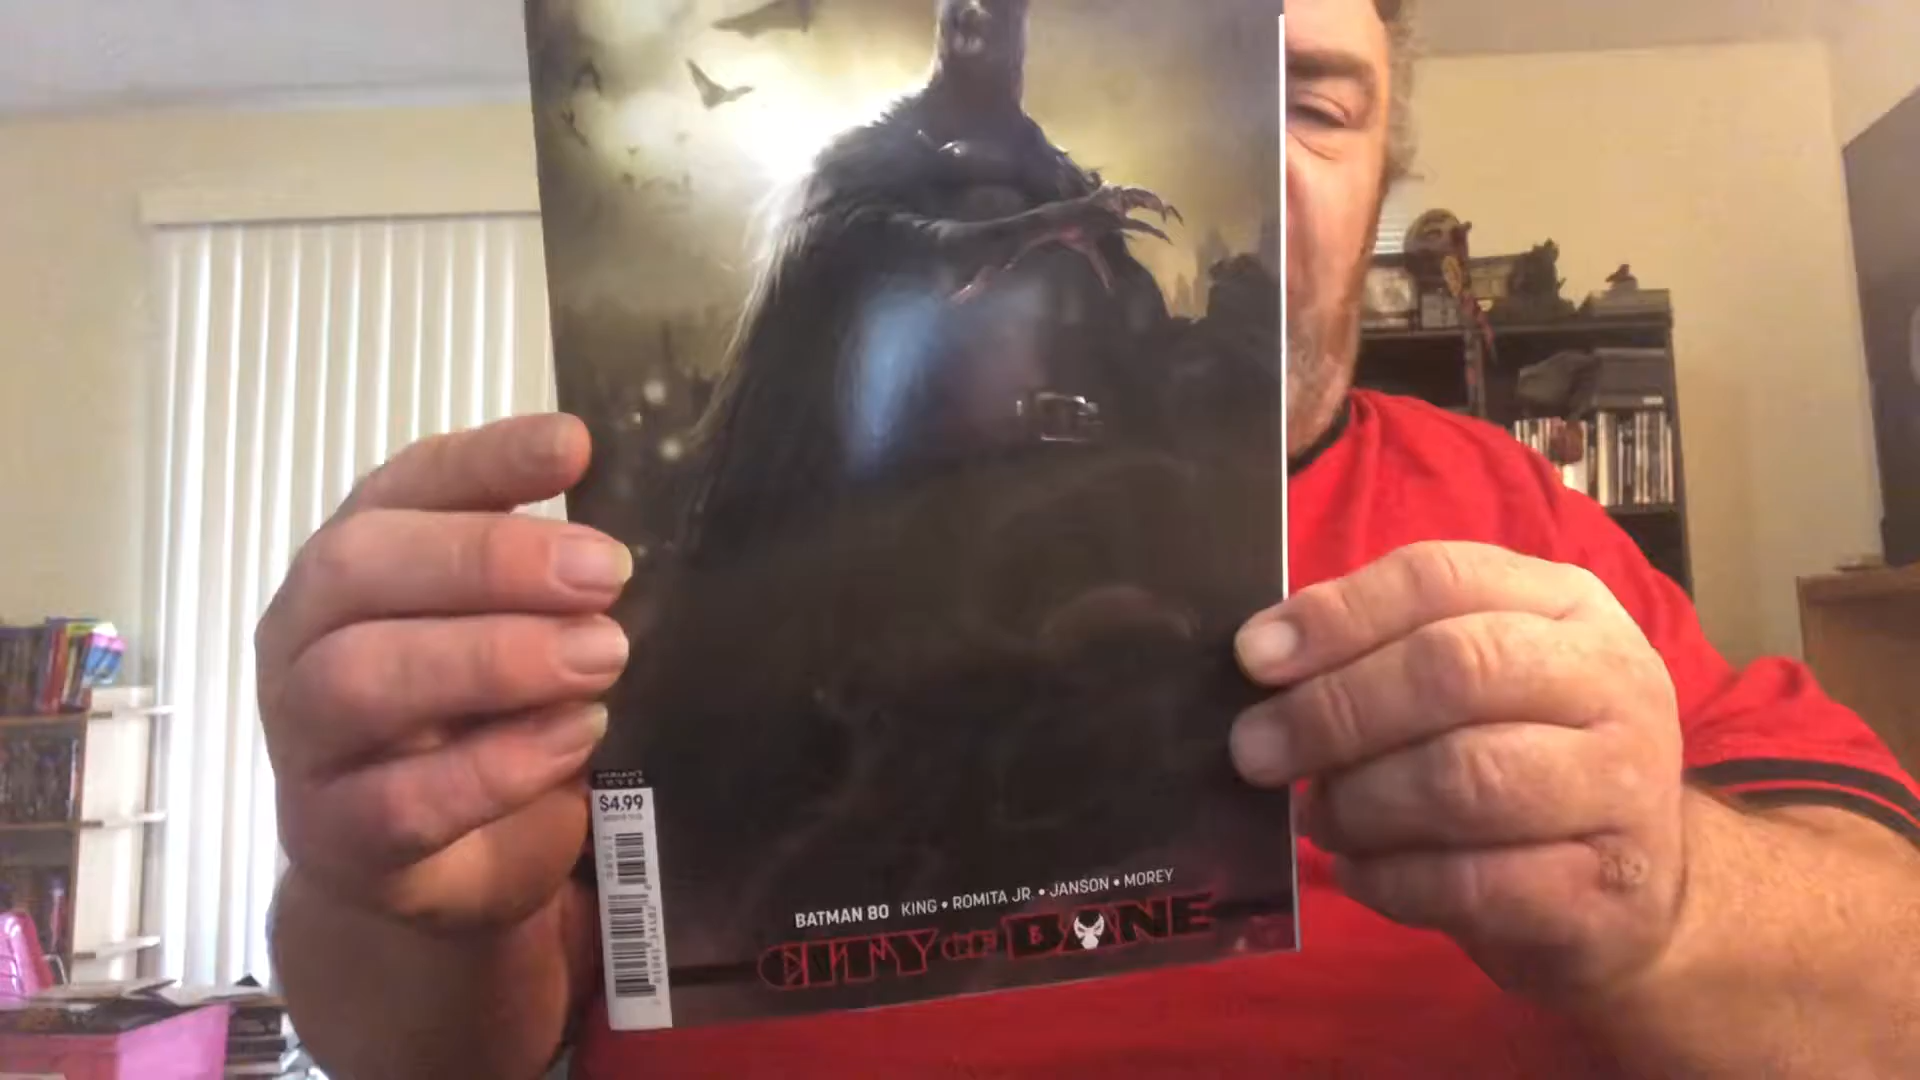 VARIANT
COVER
$4.99
BATMAN 80 KING • ROMITA JR. • JANSON • MOREY
CITY OF BANE